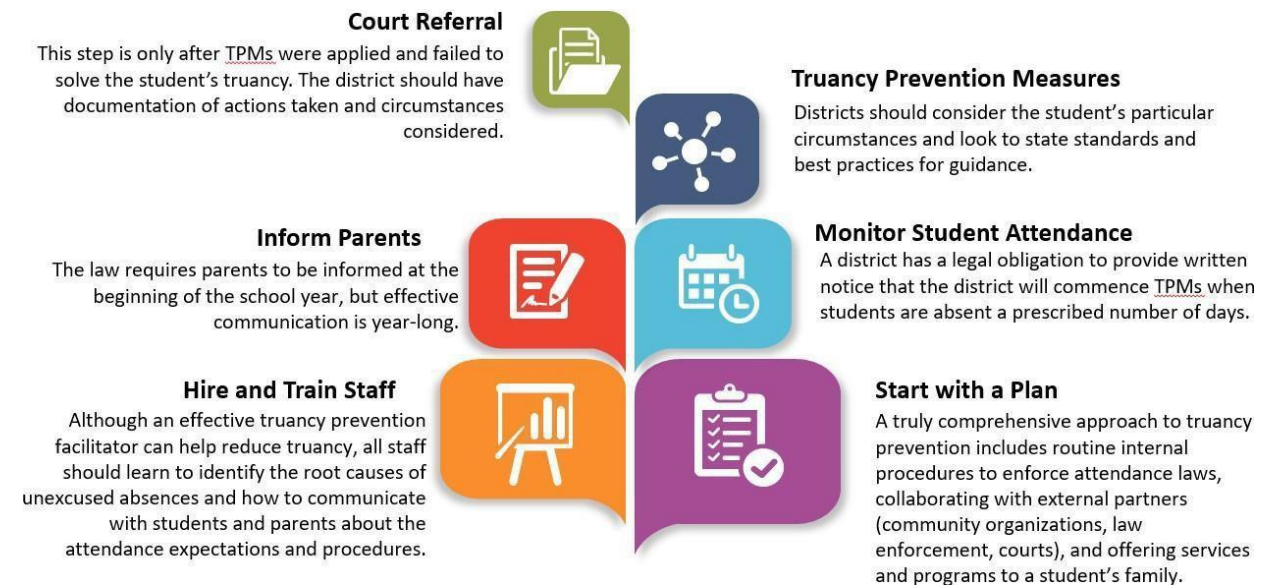 Court Referral
This step is only after TPMs were applied and failed to
solve the student’s truancy. The district should have
documentation of actions taken and circumstances
considered.
Truancy Prevention Measures
Districts should consider the student’s particular
circumstances and look to state standards and
best practices for guidance.
Inform Parents
The law requires parents to be informed at the
beginning of the school year, but effective
communication is year-long.
Monitor Student Attendance
A district has a legal obligation to provide written
notice that the district will commence TPMs when
students are absent a prescribed number of days.
Hire and Train Staff
Although an effective truancy prevention
facilitator can help reduce truancy, all staff
should learn to identify the root causes of
unexcused absences and how to communicate
with students and parents about the
attendance expectations and procedures.
Start with a Plan
A truly comprehensive approach to truancy
prevention includes routine internal
procedures to enforce attendance laws,
collaborating with external partners
(community organizations, law
enforcement, courts), and offering services
and programs to a student’s family.